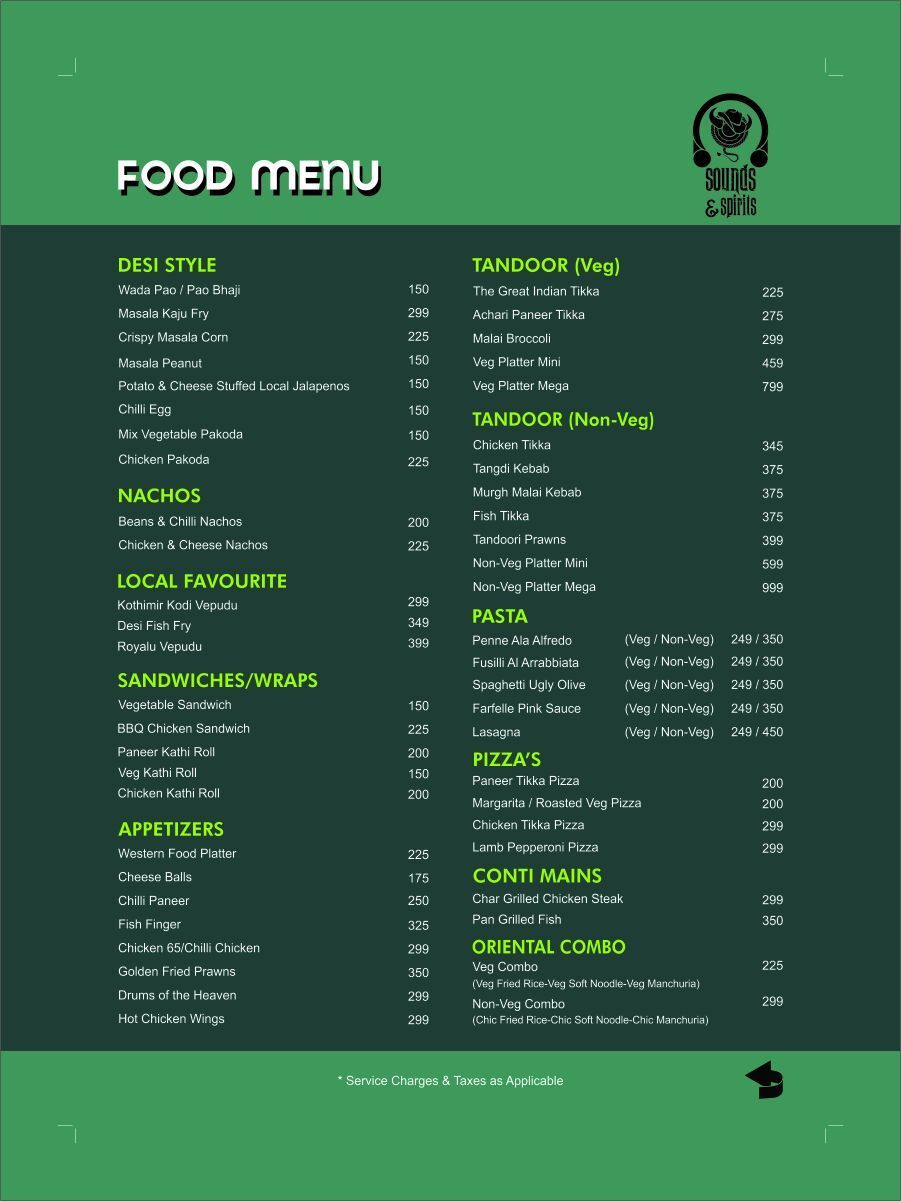 FOOD MENU
sounds
& spirits
DESI STYLE
Wada Pao / Pao Bhaji 150
Masala Kaju Fry 299
Crispy Masala Corn 225
Masala Peanut 150
Potato & Cheese Stuffed Local Jalapenos 150
Chilli Egg 150
Mix Vegetable Pakoda 150
Chicken Pakoda 225
NACHOS
Beans & Chilli Nachos 200
Chicken & Cheese Nachos 225
LOCAL FAVOURITE
Kothimir Kodi Vepudu 299
Desi Fish Fry 349
Royalu Vepudu 399
SANDWICHES/WRAPS
Vegetable Sandwich 150
BBQ Chicken Sandwich 225
Paneer Kathi Roll 200
Veg Kathi Roll 150
Chicken Kathi Roll 200
APPETIZERS
Western Food Platter 225
Cheese Balls 175
Chilli Paneer 250
Fish Finger 325
Chicken 65/Chilli Chicken 299
Golden Fried Prawns 350
Drums of the Heaven 299
Hot Chicken Wings 299
TANDOOR (Veg)
The Great Indian Tikka 225
Achari Paneer Tikka 275
Malai Broccoli 299
Veg Platter Mini 459
Veg Platter Mega 799
TANDOOR (Non-Veg)
Chicken Tikka 345
Tangdi Kebab 375
Murgh Malai Kebab 375
Fish Tikka 375
Tandoori Prawns 399
Non-Veg Platter Mini 599
Non-Veg Platter Mega 999
PASTA
Penne Ala Alfredo (Veg / Non-Veg) 249 / 350
Fusilli Al Arrabbiata (Veg / Non-Veg) 249 / 350
Spaghetti Ugly Olive (Veg / Non-Veg) 249 / 350
Farfelle Pink Sauce (Veg / Non-Veg) 249 / 350
Lasagna (Veg / Non-Veg) 249 / 450
PIZZA'S
Paneer Tikka Pizza 200
Margarita / Roasted Veg Pizza 200
Chicken Tikka Pizza 299
Lamb Pepperoni Pizza 299
CONTI MAINS
Char Grilled Chicken Steak 299
Pan Grilled Fish 350
ORIENTAL COMBO
Veg Combo 225
(Veg Fried Rice-Veg Soft Noodle-Veg Manchuria)
Non-Veg Combo 299
(Chic Fried Rice-Chic Soft Noodle-Chic Manchuria)
* Service Charges & Taxes as Applicable